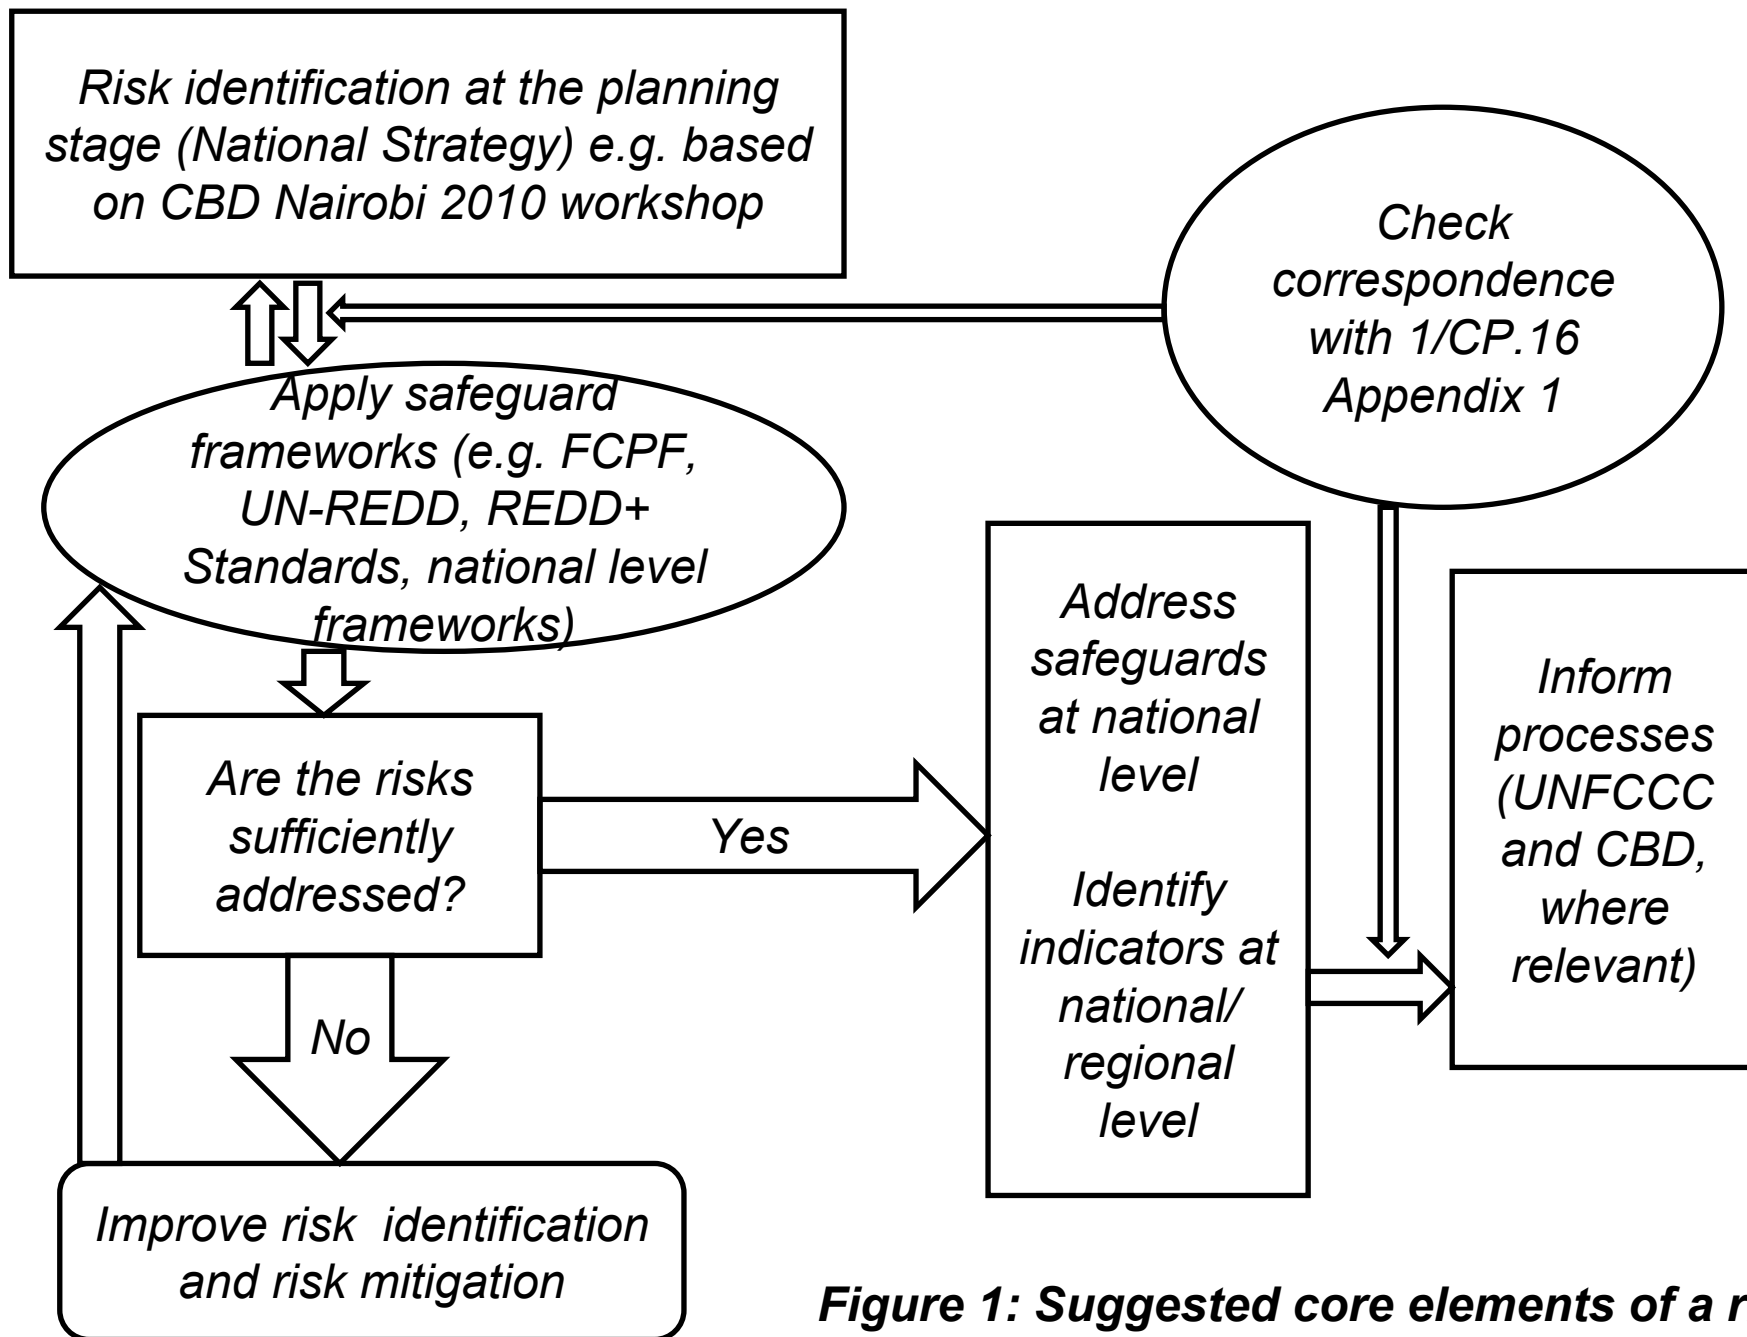 Risk identification at the planning
stage (National Strategy) e.g. based
on CBD Nairobi 2010 workshop
Check
correspondence
with 1/CP.16
Appendix 1
Apply safeguard
frameworks (e.g. FCPF,
UN-REDD, REDD+
Standards, national level
frameworks)
Are the risks
sufficiently
addressed?
Yes
No
Improve risk identification
and risk mitigation
Address
safeguards
at national
level
Identify
indicators at
national/
regional
level
Inform
processes
(UNFCCC
and CBD,
where
relevant)
Figure 1: Suggested core elements of a r